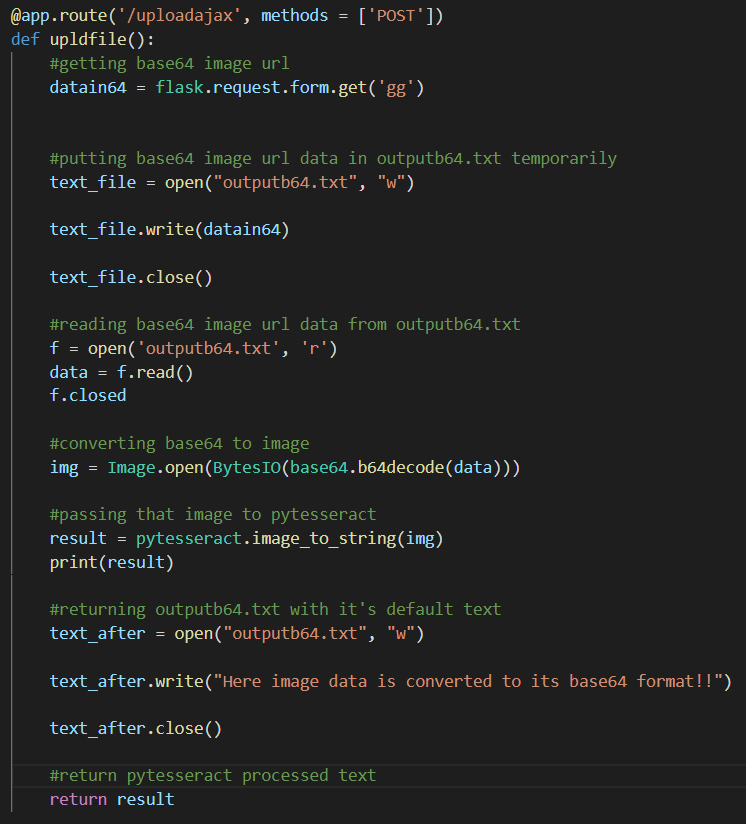 @app.route('/uploadajax', methods = ['POST'])
def upldfile():
    #getting base64 image url
    datain64 = flask.request.form.get('gg')
    #putting base64 image url data in outputb64.txt temporarily
    text_file = open("outputb64.txt", "w")
    text_file.write(datain64)
    text_file.close()
    #reading base64 image url data from outputb64.txt
    f = open('outputb64.txt', 'r')
    data = f.read()
    f.closed
    #converting base64 to image
    img = Image.open(BytesIO(base64.b64decode(data)))
    #passing that image to pytesseract
    result = pytesseract.image_to_string(img)
    print(result)
    #returning outputb64.txt with it's default text
    text_after = open("outputb64.txt", "w")
    text_after.write("Here image data is converted to its base64 format!!")
    text_after.close()
    #return pytesseract processed text
    return result